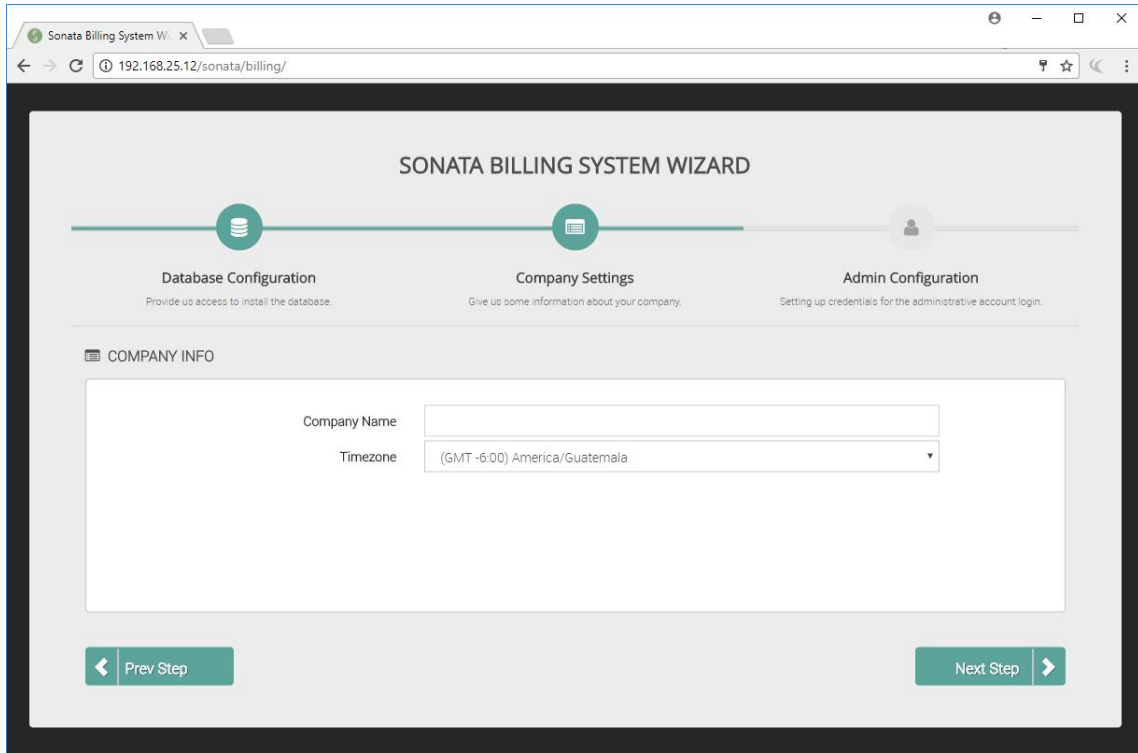 Sonata Billing System Wi
192.168.25.12/sonata/billing/
SONATA BILLING SYSTEM WIZARD
Database Configuration
Provide us access to install the database.
Company Settings
Give us some information about your company.
Admin Configuration
Setting up credentials for the administrative account login.
COMPANY INFO
Company Name
Timezone
(GMT -6:00) America/Guatemala
Prev Step
Next Step